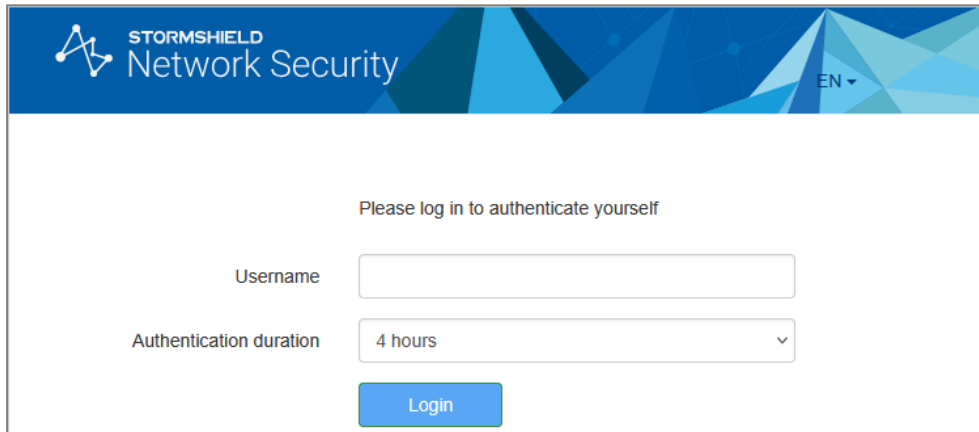 STORMSHIELD
Network Security
EN
Please log in to authenticate yourself
Username
Authentication duration 4 hours
Login